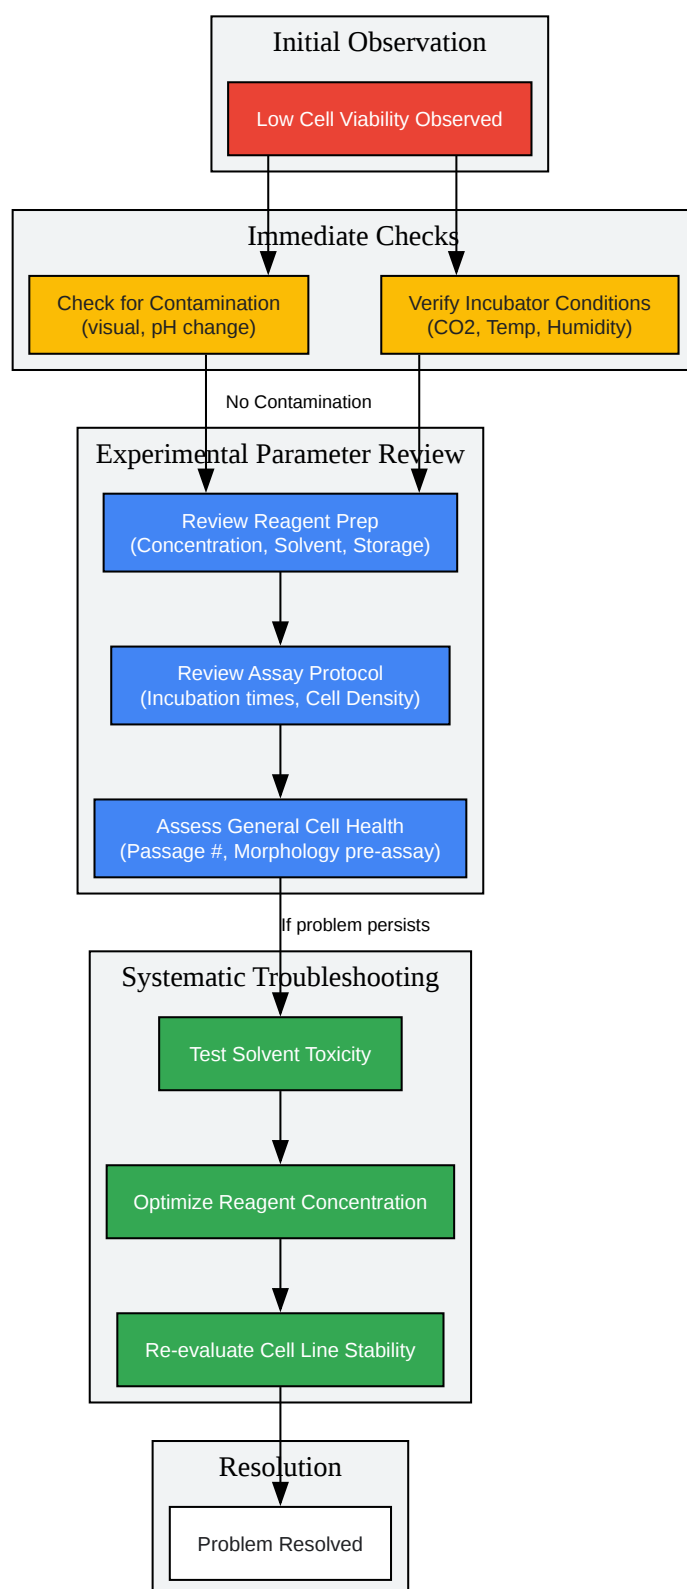 Initial Observation
Low Cell Viability Observed
Immediate Checks
Check for Contamination
(visual, pH change)
Verify Incubator Conditions
(CO2, Temp, Humidity)
No Contamination
Experimental Parameter Review
Review Reagent Prep
(Concentration, Solvent, Storage)
Review Assay Protocol
(Incubation times, Cell Density)
Assess General Cell Health
(Passage #, Morphology pre-assay)
If problem persists
Systematic Troubleshooting
Test Solvent Toxicity
Optimize Reagent Concentration
Re-evaluate Cell Line Stability
Resolution
Problem Resolved